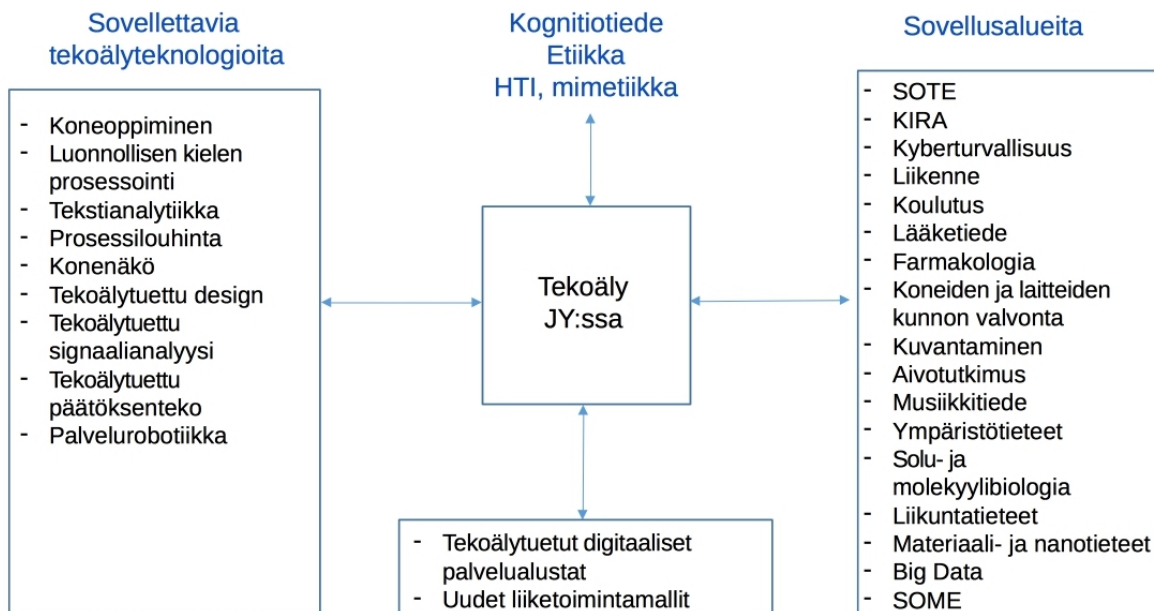 Sovellettavia
tekoälyteknologioita
- Koneoppiminen
- Luonnollisen kielen
prosessointi
- Tekstianalytiikka
- Prosessilouhinta
- Konenäkö
- Tekoälytuettu design
- Tekoälytuettu
signaalianalyysi
- Tekoälytuettu
päätöksenteko
- Palvelurobotiikka
Kognitiotiede
Etiikka
HTI, mimetiikka
Tekoäly
JY:ssa
- Tekoälytuetut digitaaliset
palvelualustat
- Uudet liiketoimintamallit
Sovellusalueita
- SOTE
- KIRA
- Kyberturvallisuus
- Liikenne
- Koulutus
- Lääketiede
- Farmakologia
- Koneiden ja laitteiden
kunnon valvonta
- Kuvantaminen
- Aivotutkimus
- Musiikkitiede
- Ympäristötieteet
- Solu- ja
molekyylibiologia
- Liikuntatieteet
- Materiaali- ja nanotieteet
- Big Data
- SOME